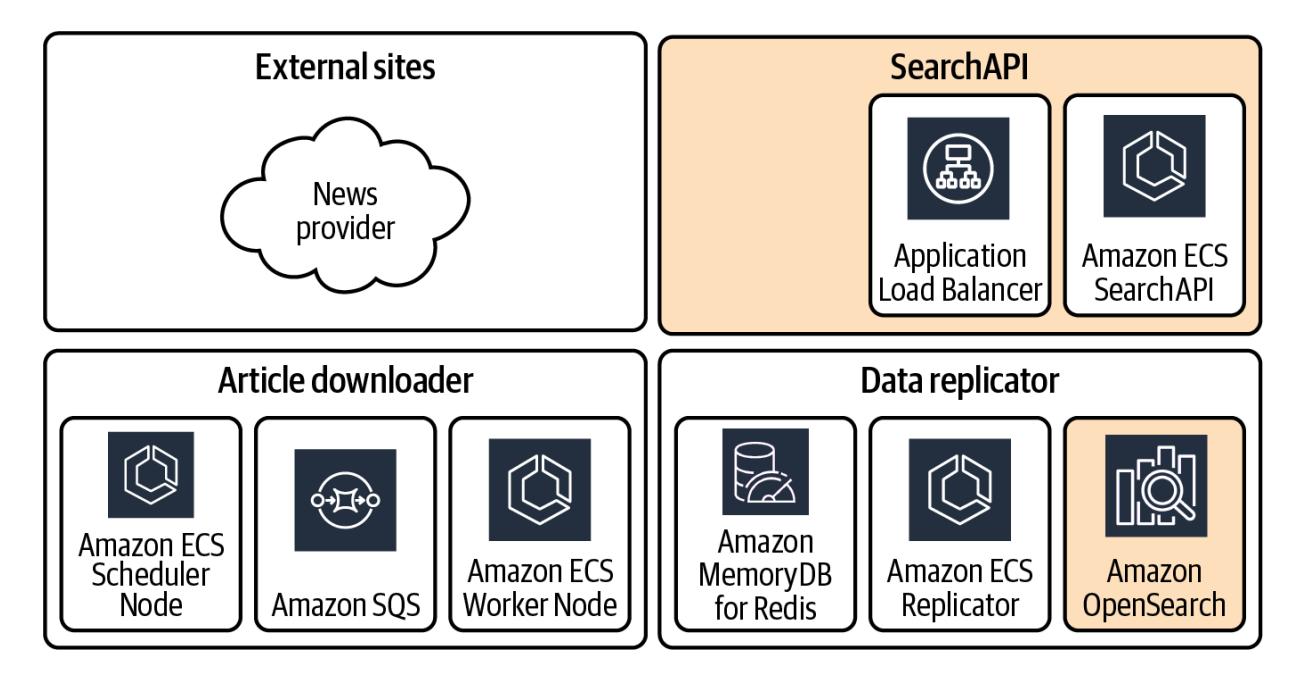 External sites
News
provider
SearchAPI
Application
Load Balancer
Amazon ECS
SearchAPI
Article downloader
Amazon ECS
Scheduler
Node
Amazon SQS
Amazon ECS
Worker Node
Data replicator
Amazon
MemoryDB
for Redis
Amazon ECS
Replicator
Amazon
OpenSearch